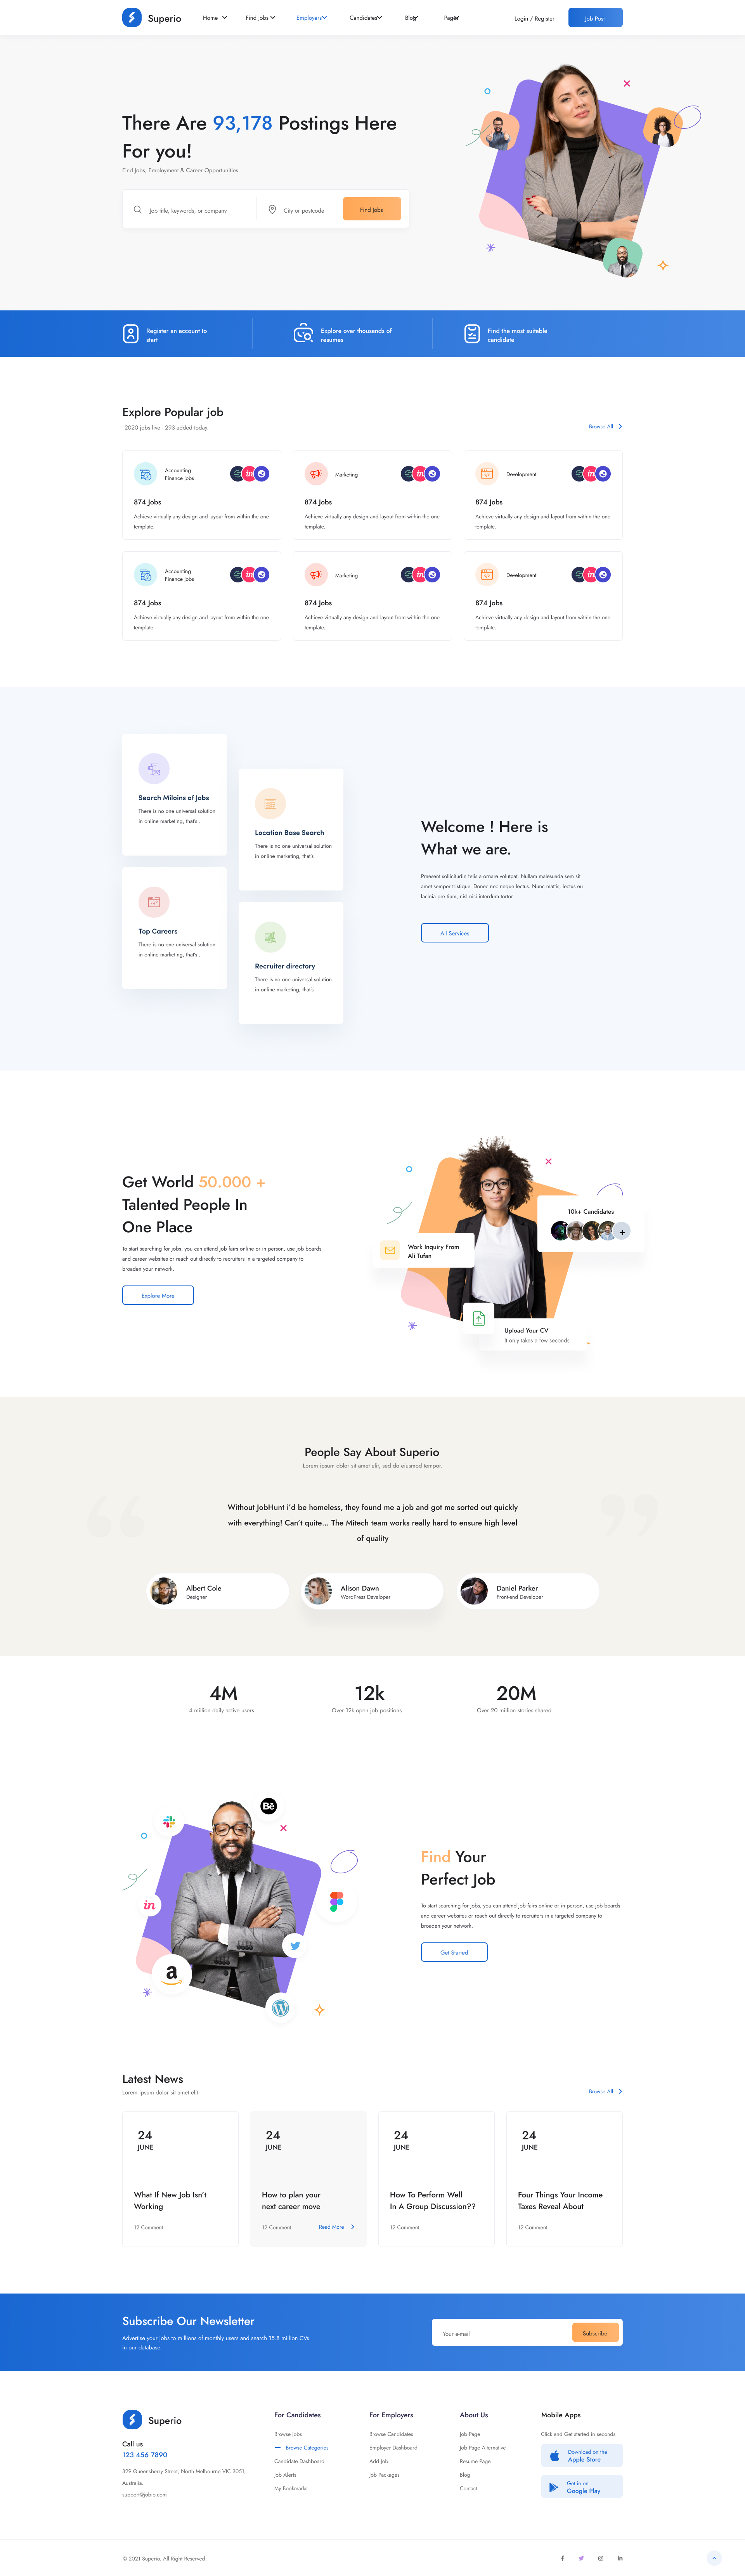 Superio
Home Find Jobs Employers Candidates Blog Pages Login / Register Job Post
There Are 93,178 Postings Here
For you!
Find Jobs, Employment & Career Opportunities
Job title, keywords, or company City or postcode Find Jobs
Register an account to
start
Explore over thousands of
resumes
Find the most suitable
candidate
Explore Popular job
2020 jobs live - 293 added today.
Browse All
Accounting
Finance Jobs
in
874 Jobs
Achieve virtually any design and layout from within the one
template.
Marketing
in
874 Jobs
Achieve virtually any design and layout from within the one
template.
Development
in
874 Jobs
Achieve virtually any design and layout from within the one
template.
Accounting
Finance Jobs
in
874 Jobs
Achieve virtually any design and layout from within the one
template.
Marketing
in
874 Jobs
Achieve virtually any design and layout from within the one
template.
Development
in
874 Jobs
Achieve virtually any design and layout from within the one
template.
Search Miloins of Jobs
There is no one universal solution
in online marketing, that's .
Location Base Search
There is no one universal solution
in online marketing, that's .
Top Careers
There is no one universal solution
in online marketing, that's .
Recruiter directory
There is no one universal solution
in online marketing, that's .
Welcome ! Here is
What we are.
Praesent sollicitudin felis a ornare volutpat. Nullam malesuada sem sit
amet semper tristique. Donec nec neque lectus. Nunc mattis, lectus eu
lacinia pre tium, nisl nisi interdum tortor.
All Services
Get World 50.000 +
Talented People In
One Place
To start searching for jobs, you can attend job fairs online or in person, use job boards
and career websites or reach out directly to recruiters in a targeted company to
broaden your network.
Explore More
10k+ Candidates
+
Work Inquiry From
Ali Tufan
Upload Your CV
It only takes a few seconds
People Say About Superio
Lorem ipsum dolor sit amet elit, sed do eiusmod tempor.
Without JobHunt i'd be homeless, they found me a job and got me sorted out quickly
with everything! Can't quite... The Mitech team works really hard to ensure high level
of quality
Albert Cole
Designer
Alison Dawn
WordPress Developer
Daniel Parker
Front-end Developer
4M
4 million daily active users
12k
Over 12k open job positions
20M
Over 20 million stories shared
Bē
in
a
W
Find Your
Perfect Job
To start searching for jobs, you can attend job fairs online or in person, use job boards
and career websites or reach out directly to recruiters in a targeted company to
broaden your network.
Get Started
Latest News
Lorem ipsum dolor sit amet elit
Browse All
24
JUNE
What If New Job Isn't
Working
12 Comment
24
JUNE
How to plan your
next career move
12 Comment Read More
24
JUNE
How To Perform Well
In A Group Discussion??
12 Comment
24
JUNE
Four Things Your Income
Taxes Reveal About
12 Comment
Subscribe Our Newsletter
Advertise your jobs to millions of monthly users and search 15.8 million CVs
in our database.
Your e-mail Subscribe
Superio
Call us
123 456 7890
329 Queensberry Street, North Melbourne VIC 3051,
Australia.
support@jobio.com
For Candidates
Browse Jobs
Browse Categories
Candidate Dashboard
Job Alerts
My Bookmarks
For Employers
Browse Candidates
Employer Dashboard
Add Job
Job Packages
About Us
Job Page
Job Page Alternative
Resume Page
Blog
Contact
Mobile Apps
Click and Get started in seconds
Download on the
Apple Store
Get in on
Google Play
© 2021 Superio. All Right Reserved.